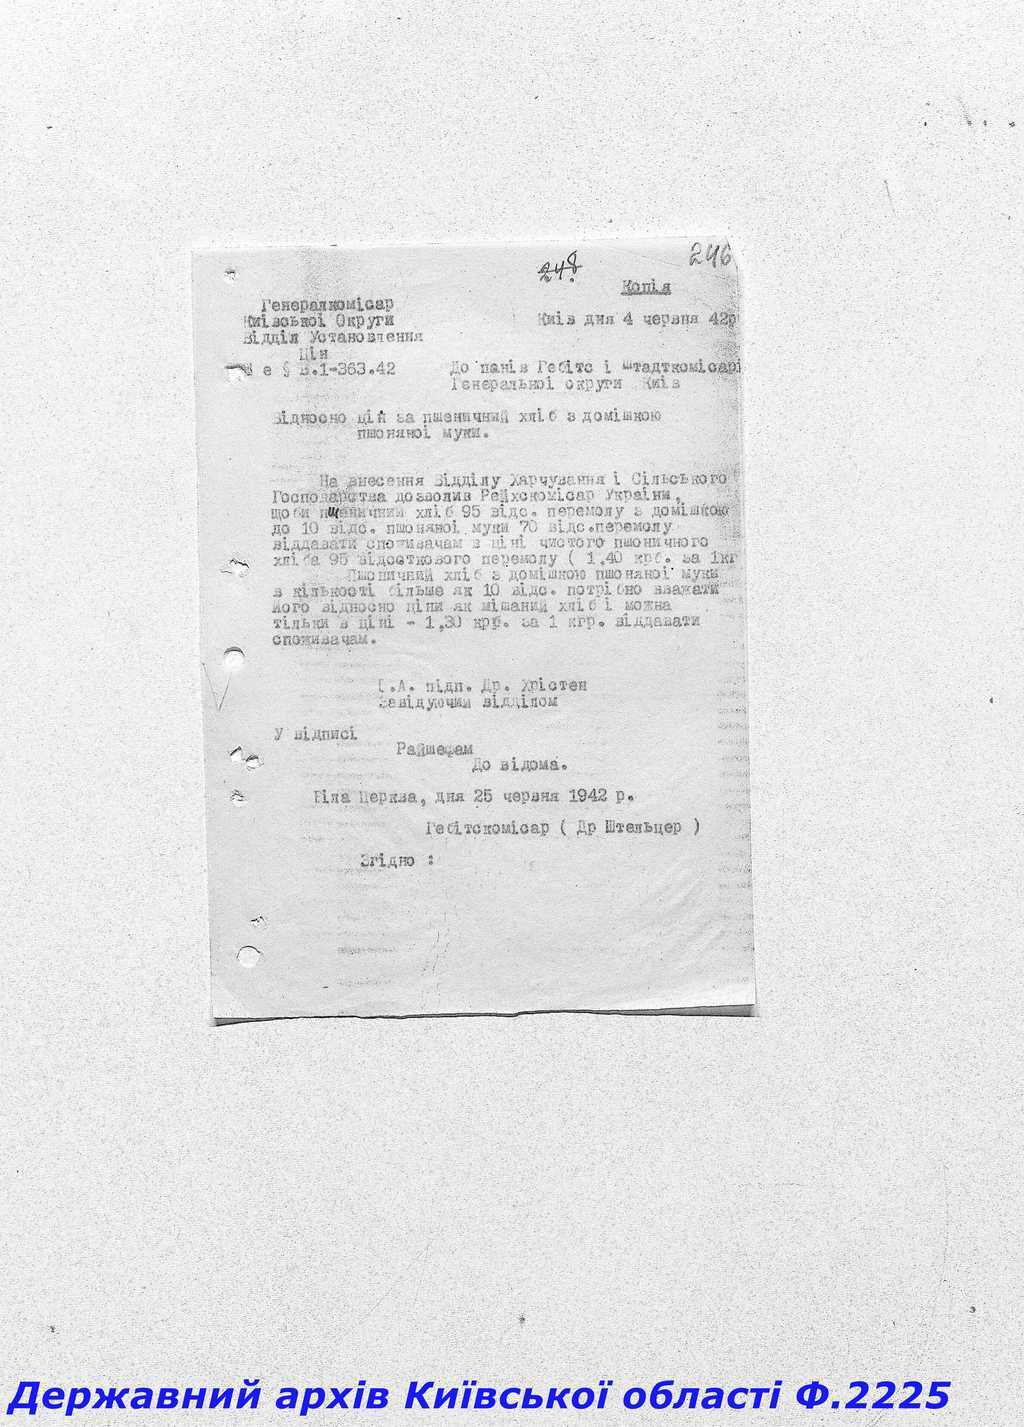 246
248
Копія
Генералкомісар
Київської Округи
Відділ Установлення
Цін
е § В.1-363.42
Київ дня 4 червня 42р
До панів Гебітс і Штадткомісарі
Генеральної округи Київ
Відносно цін за пшеничний хліб з домішкою
пшоняної муки.
На внесення Відділу Харчування і Сільського
Господарства дозволив Райхскомісар України,
щоби пшеничний хліб 95 відс. перемолу з домішкою
до 10 відс. пшоняної муки 70 відс.перемолу
віддавати споживачам в ціні чистого пшоничного
хліба 95 відсоткового перемолу ( 1,40 крб. за 1кг
Пшоничний хліб з домішкою пшоняної муки
в кількості більше як 10 відс. потрібно вважати
його відносно ціни як мішаний хліб і можна
тільки в ціні - 1,30 крб. за 1 кгр. віддавати
споживачам.
І.А. підп. Др. Хрістен
Завідуючий відділом
У відписі
Райшефам
До відома.
Біла Церква, дня 25 червня 1942 р.
Гебітскомісар ( Др Штельцер )
Згідно :
Державний архів Київської області Ф.2225